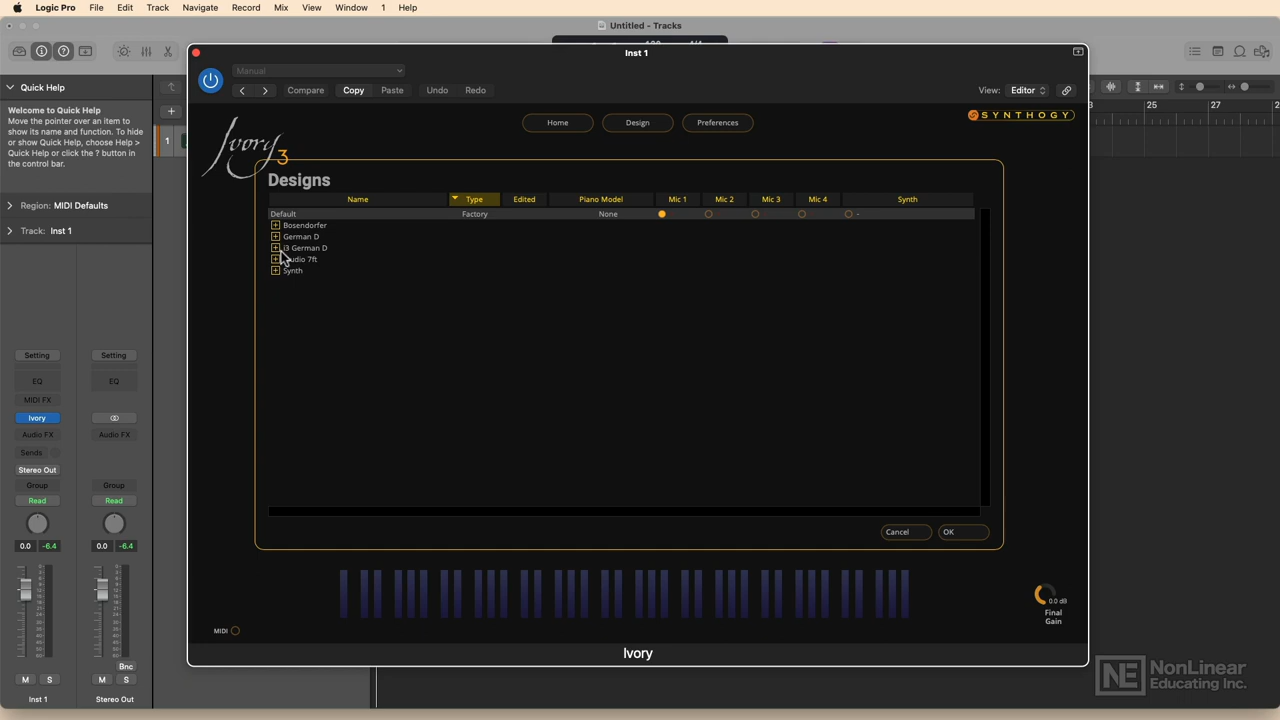 Logic Pro File Edit Track Navigate Record Mix View Window 1 Help
Untitled - Tracks
Inst 1
Manual
Compare Copy Paste Undo Redo
View: Editor
Quick Help
Welcome to Quick Help
Move the pointer over an item to
show its name and function. To hide
or show Quick Help, choose Help >
Quick Help or click the ? button in
the control bar.
Region: MIDI Defaults
Track: Inst 1
1
25 27
Ivory 3
Home Design Preferences
SYNTHOGY
Designs
Name Type Edited Piano Model Mic 1 Mic 2 Mic 3 Mic 4 Synth
Default Factory None -
Bosendorfer
German D
i3 German D
7ft
Synth
Cancel OK
MIDI
0.0 dB
Final
Gain
Ivory
Setting Setting
EQ EQ
MIDI FX
Ivory
Audio FX Audio FX
Sends
Stereo Out
Group Group
Read Read
0.0 -6.4 0.0 -6.4
Bnc
M S M S
Inst 1 Stereo Out
NE NonLinear
Educating Inc.